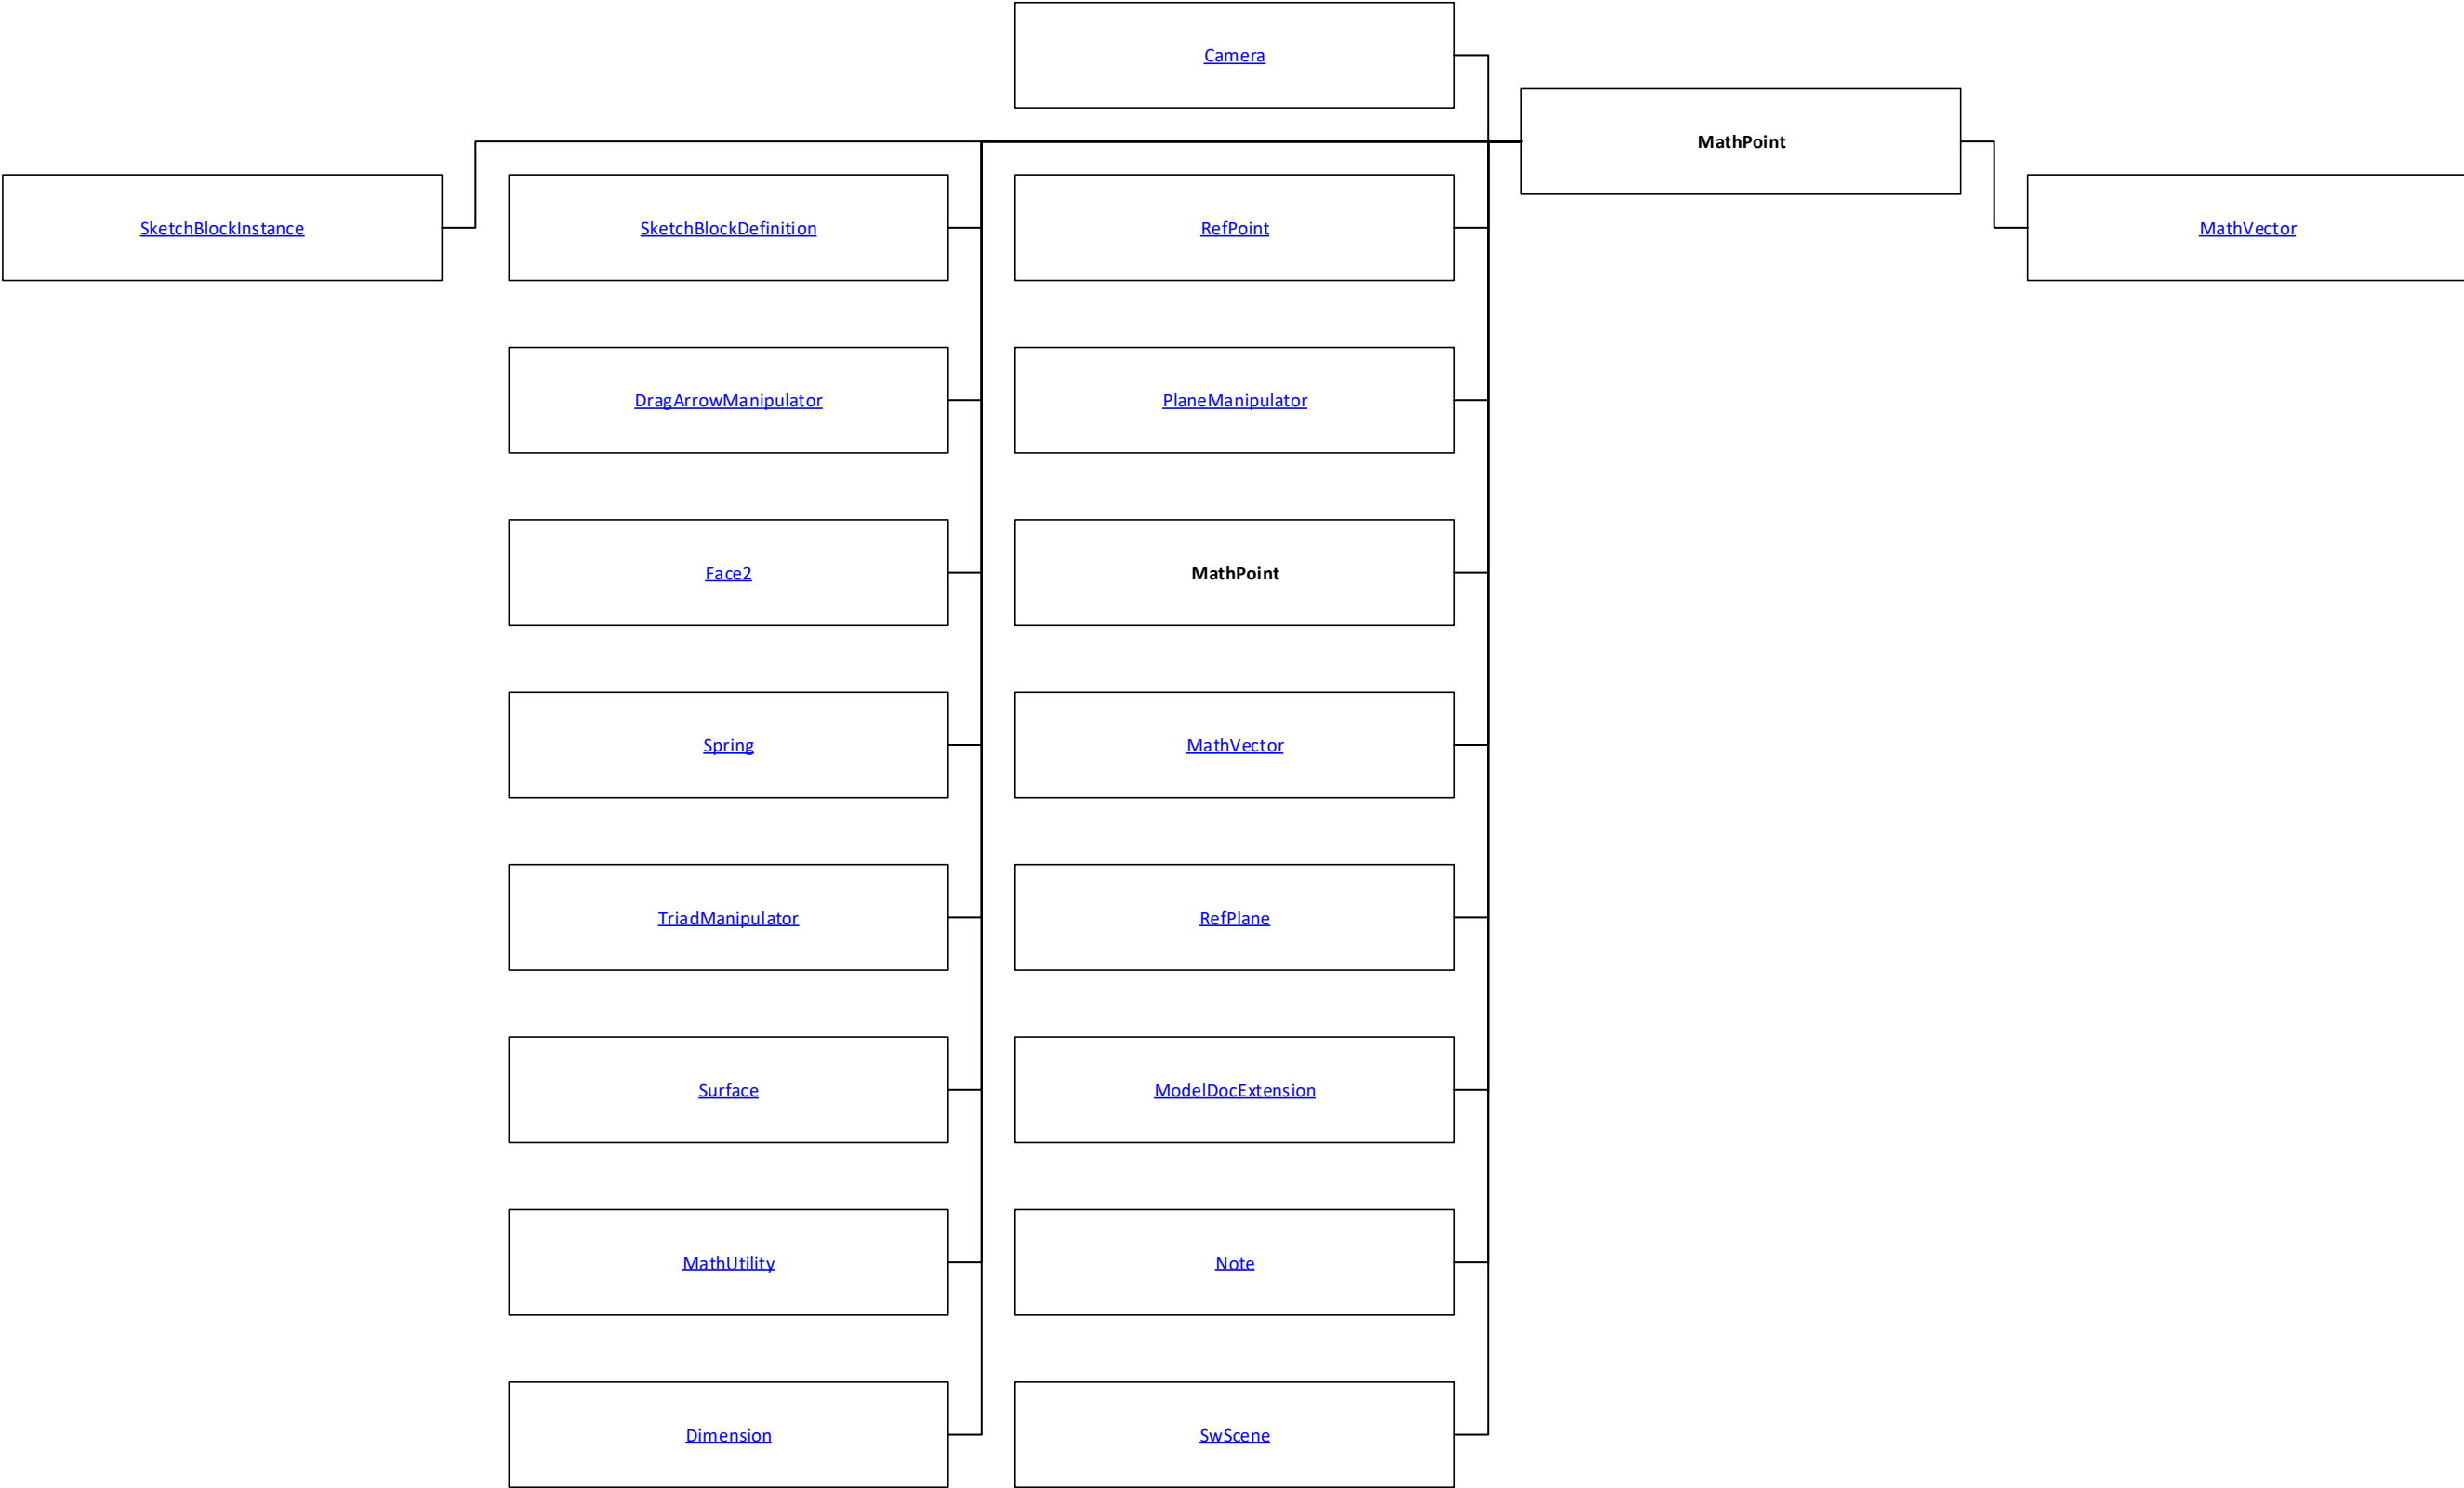 Camera
MathPoint
SketchBlockInstance
SketchBlockDefinition
RefPoint
MathVector
DragArrowManipulator
PlaneManipulator
Face2
MathPoint
Spring
MathVector
TriadManipulator
RefPlane
Surface
ModelDocExtension
MathUtility
Note
Dimension
SwScene